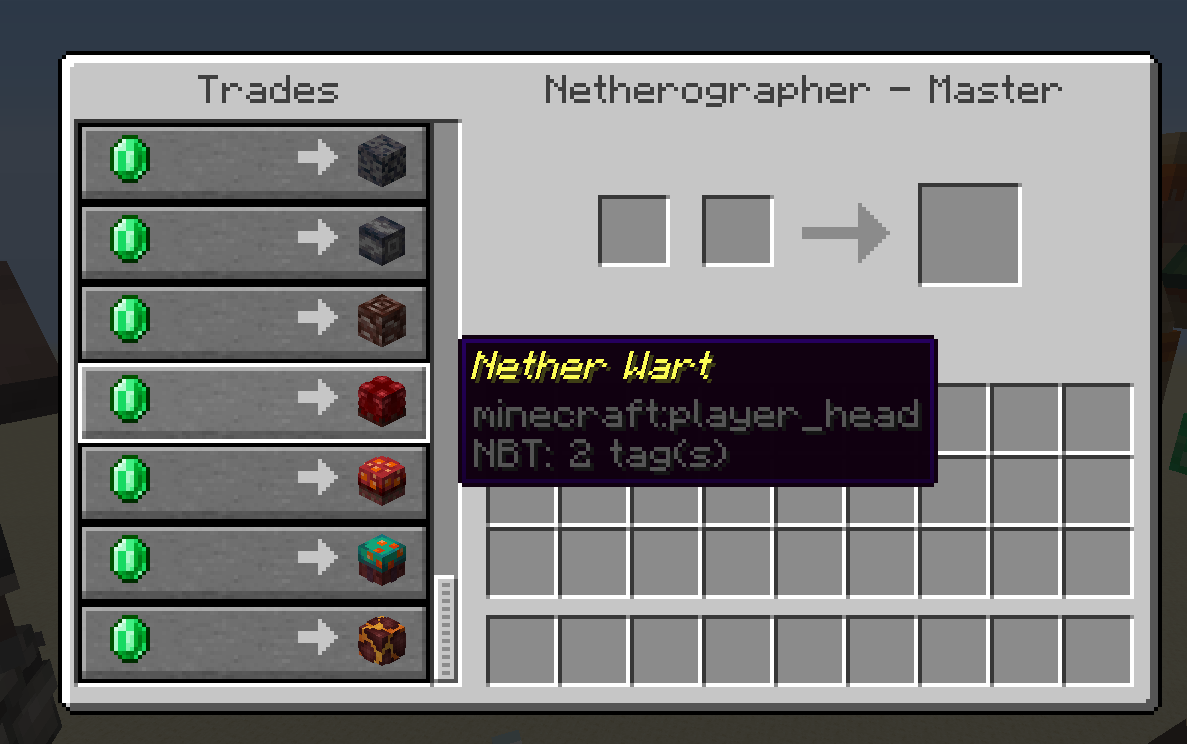 Trades
Netherographer - Master
Nether Wart
minecraft:player_head
NBT: 2 tag(s)